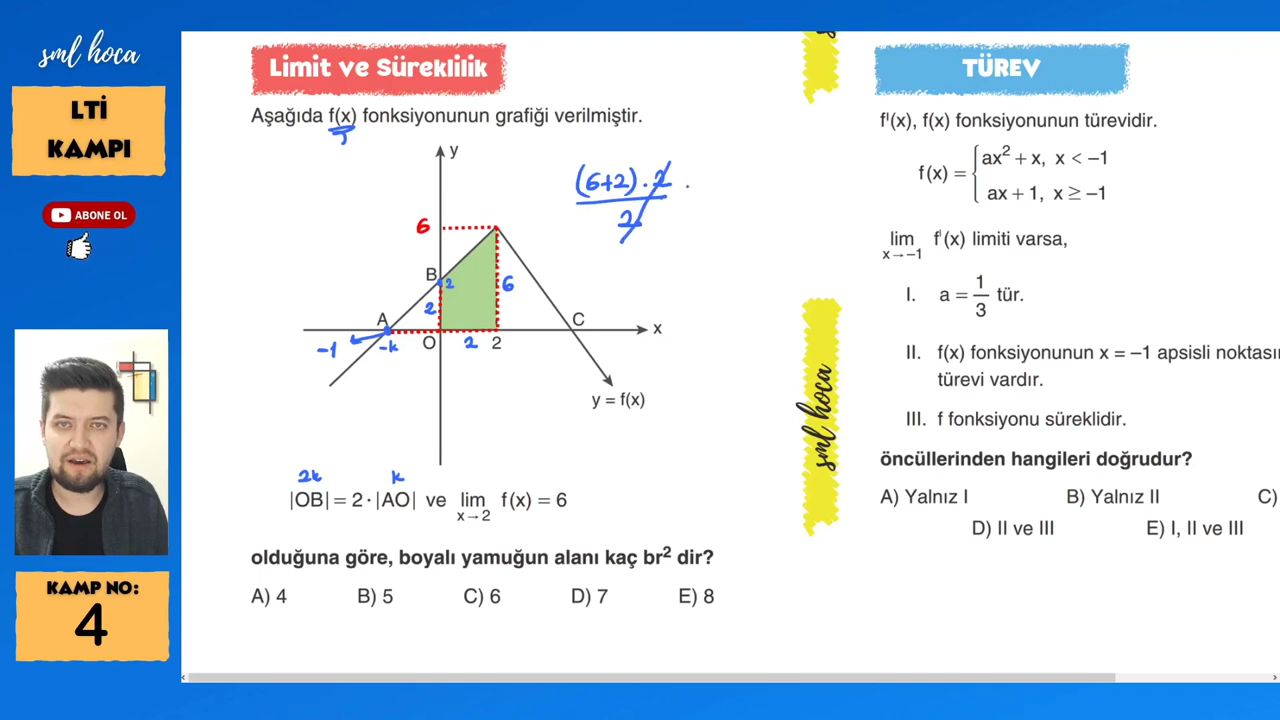 sml hoca
LTİ
KAMPI
ABONE OL
KAMP NO:
4
Limit ve Süreklilik
Aşağıda f(x) fonksiyonunun grafiği verilmiştir.
y
(6+2) . 2
2
6
B
2
2
6
A
C
x
-1
-k
O
2
2
y = f(x)
2k
k
|OB| = 2 · |AO| ve lim f(x) = 6
x→2
olduğuna göre, boyalı yamuğun alanı kaç br² dir?
A) 4 B) 5 C) 6 D) 7 E) 8
sml hoca
TÜREV
fᴵ(x), f(x) fonksiyonunun türevidir.
ax² + x, x < −1
f(x) =
ax + 1, x ≥ −1
lim fᴵ(x) limiti varsa,
x→−1
I. a = 1/3 tür.
II. f(x) fonksiyonunun x = −1 apsisli
türevi vardır.
III. f fonksiyonu süreklidir.
öncüllerinden hangileri doğrudur?
A) Yalnız I B) Yalnız II C)
D) II ve III E) I, II ve III